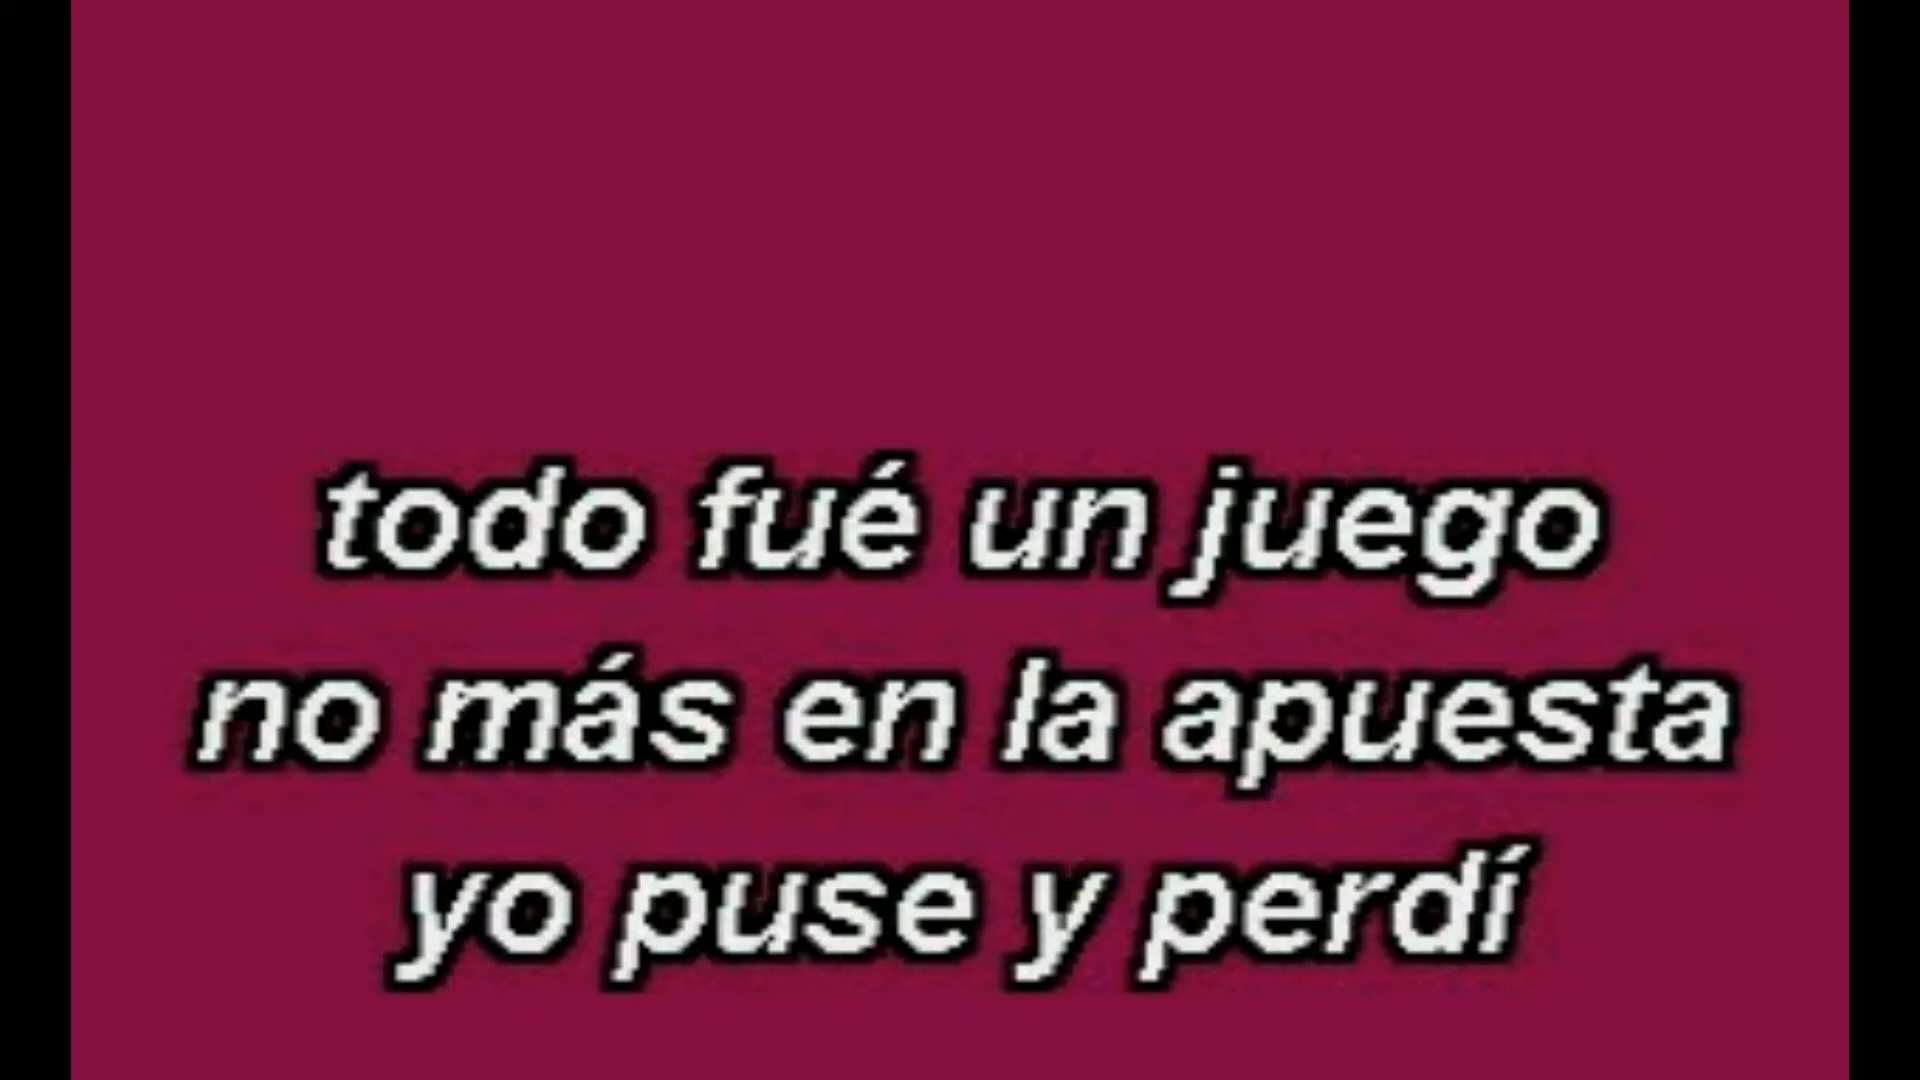 todo fué un juego
no más en la apuesta
yo puse y perdí